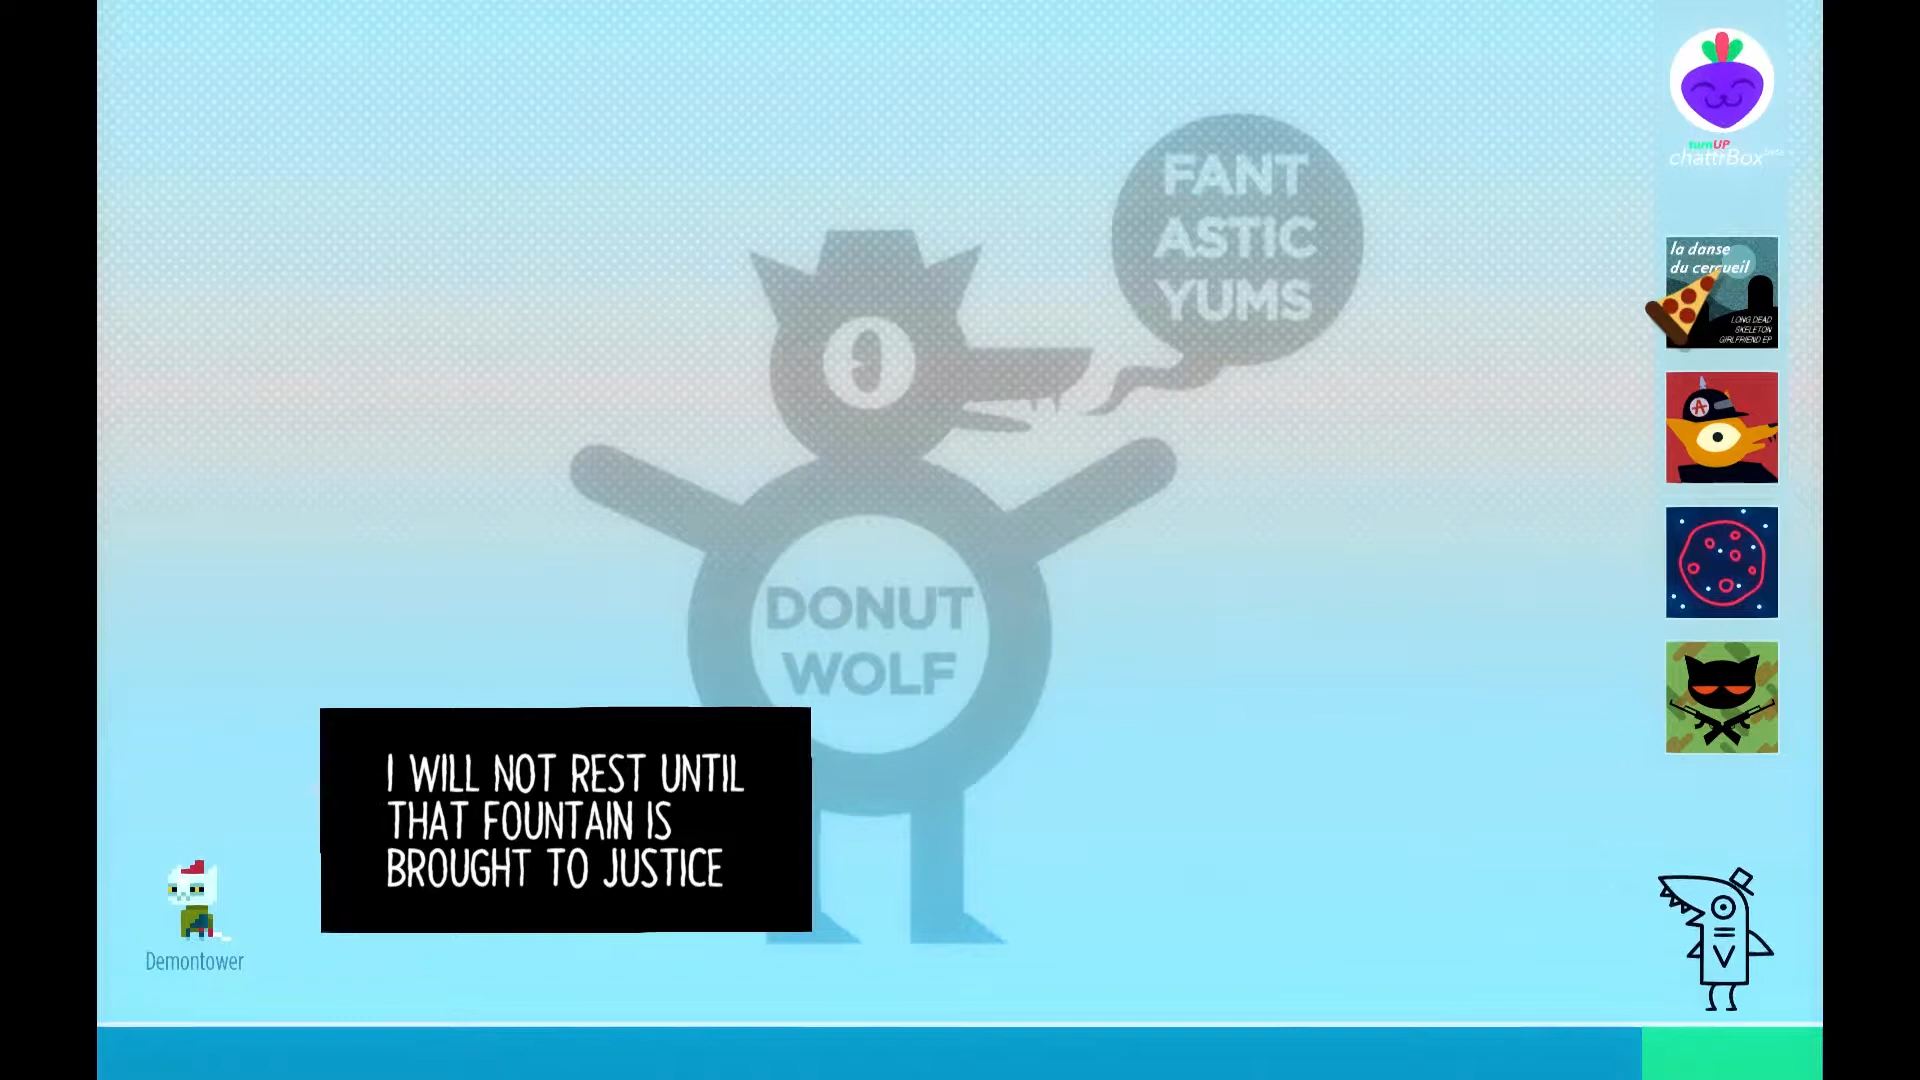 turnUP
chattrBox beta
FANT
ASTIC
YUMS
la danse
du cercueil
LONG DEAD
SKELETON
GIRLFRIEND EP
A
DONUT
WOLF
I WILL NOT REST UNTIL
THAT FOUNTAIN IS
BROUGHT TO JUSTICE
Demontower